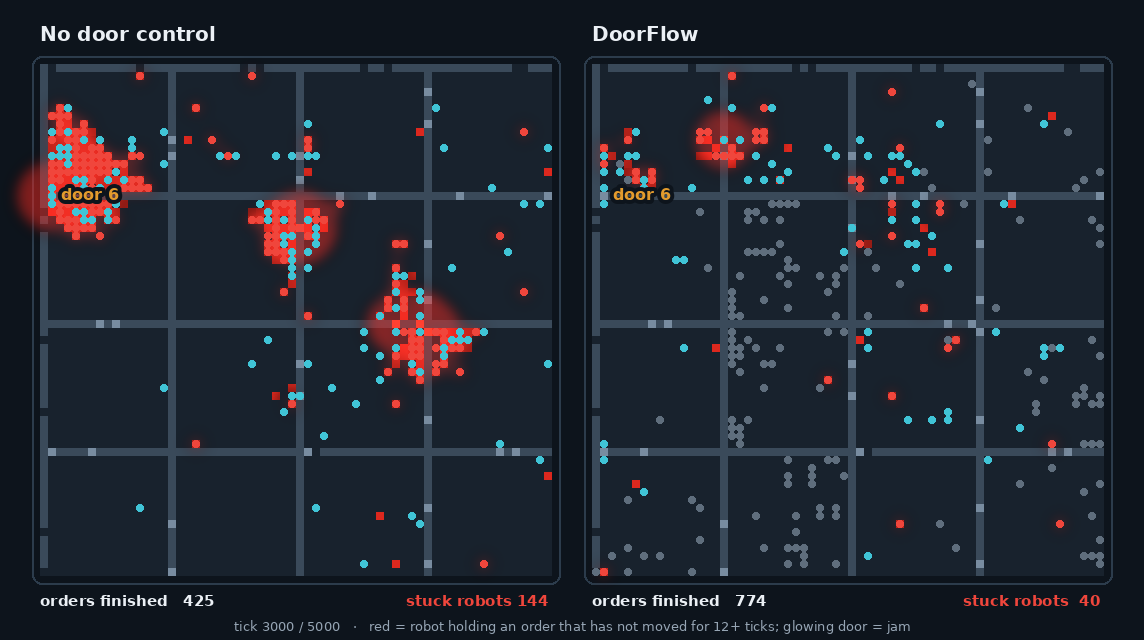 No door control
DoorFlow
door 6
door 6
orders finished 425
stuck robots 144
orders finished 774
stuck robots 40
tick 3000 / 5000 · red = robot holding an order that has not moved for 12+ ticks; glowing door = jam